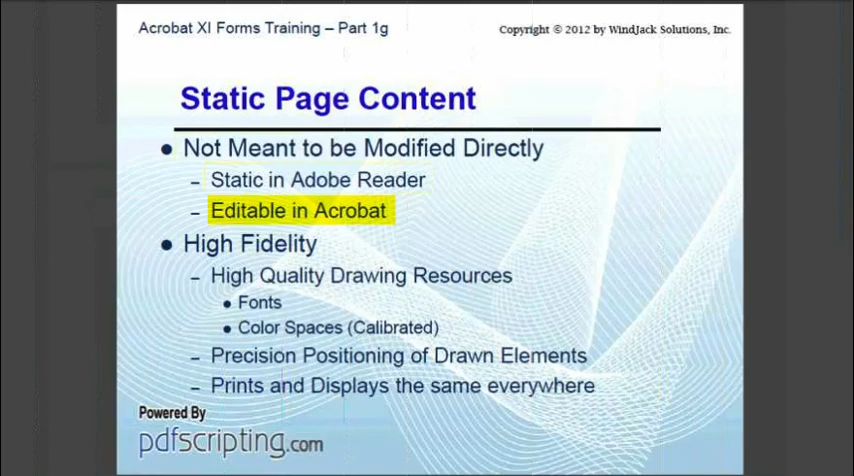 Acrobat XI Forms Training – Part 1g
Copyright © 2012 by WindJack Solutions, Inc.
Static Page Content
● Not Meant to be Modified Directly
– Static in Adobe Reader
– Editable in Acrobat
● High Fidelity
– High Quality Drawing Resources
● Fonts
● Color Spaces (Calibrated)
– Precision Positioning of Drawn Elements
– Prints and Displays the same everywhere
Powered By
pdfscripting.com